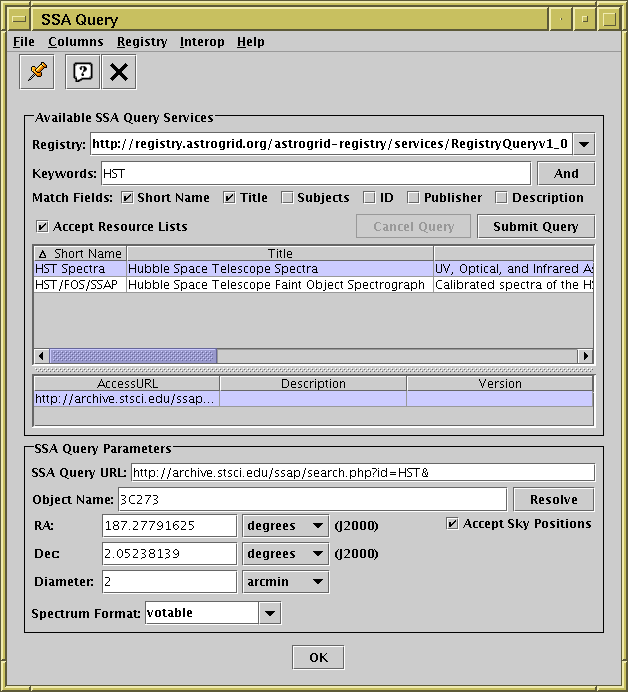 SSA Query
File Columns Registry Interop Help
Available SSA Query Services
Registry: http://registry.astrogrid.org/astrogrid-registry/services/RegistryQueryv1_0
Keywords: HST And
Match Fields: Short Name Title Subjects ID Publisher Description
Accept Resource Lists Cancel Query Submit Query
Short Name Title
HST Spectra Hubble Space Telescope Spectra UV, Optical, and Infrared As
HST/FOS/SSAP Hubble Space Telescope Faint Object Spectrograph Calibrated spectra of the HS
AccessURL Description Version
http://archive.stsci.edu/ssap...
SSA Query Parameters
SSA Query URL: http://archive.stsci.edu/ssap/search.php?id=HST&
Object Name: 3C273 Resolve
RA: 187.27791625 degrees (J2000) Accept Sky Positions
Dec: 2.05238139 degrees (J2000)
Diameter: 2 arcmin
Spectrum Format: votable
OK